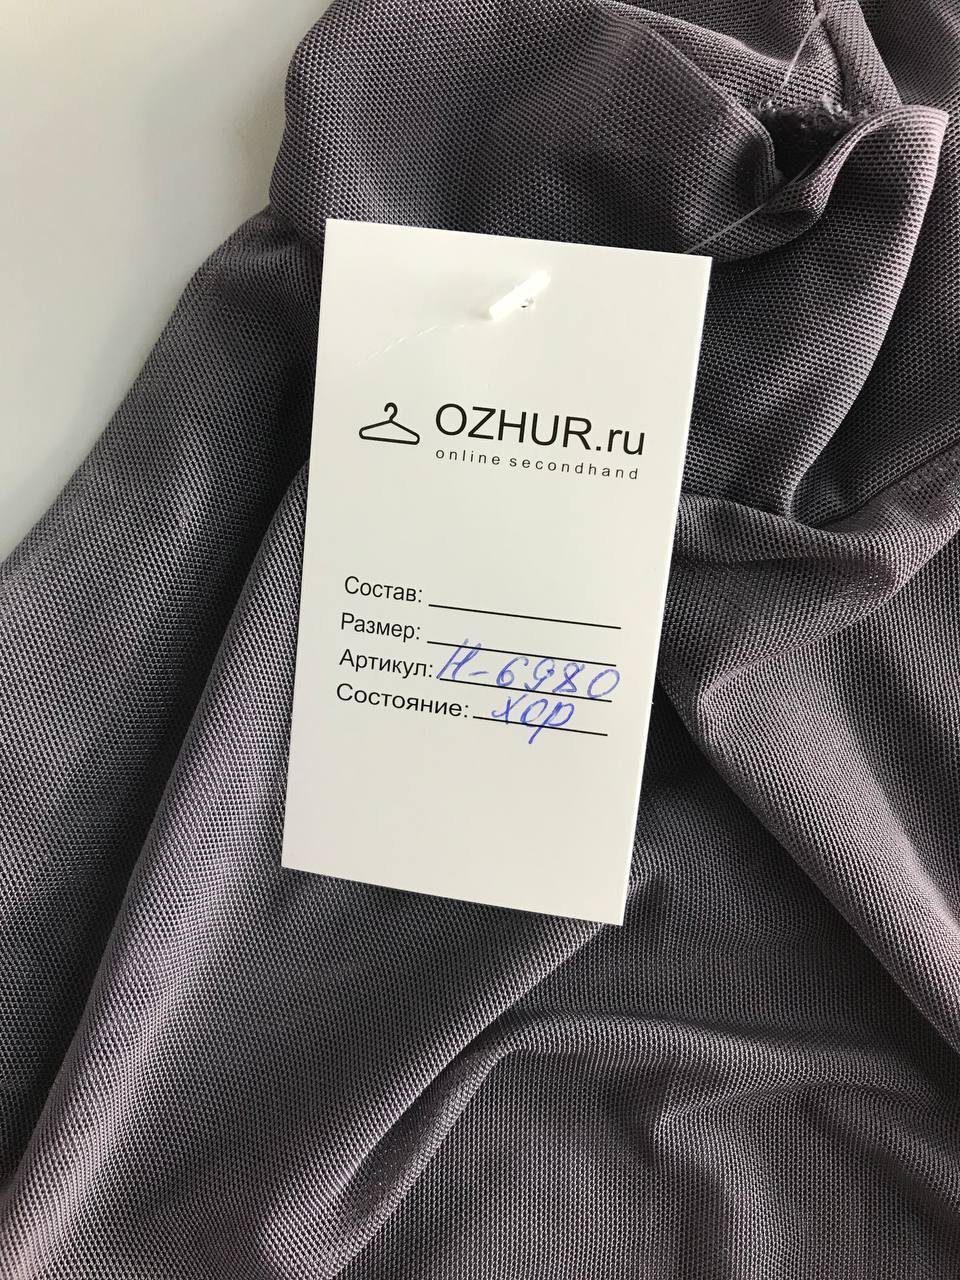 OZHUR.ru
online secondhand
Состав:
Размер:
Артикул: Н-6980
Состояние: хор